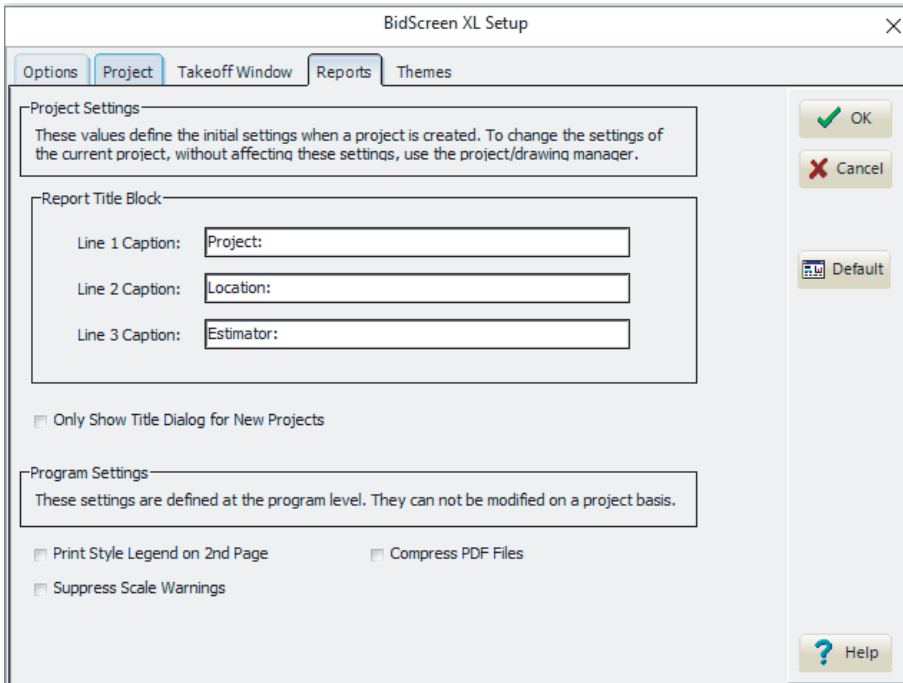 BidScreen XL Setup
Options Project Takeoff Window Reports Themes
Project Settings
These values define the initial settings when a project is created. To change the settings of
the current project, without affecting these settings, use the project/drawing manager.
OK
Cancel
Report Title Block
Line 1 Caption: Project:
Line 2 Caption: Location:
Line 3 Caption: Estimator:
Default
Only Show Title Dialog for New Projects
Program Settings
These settings are defined at the program level. They can not be modified on a project basis.
Print Style Legend on 2nd Page Compress PDF Files
Suppress Scale Warnings
Help